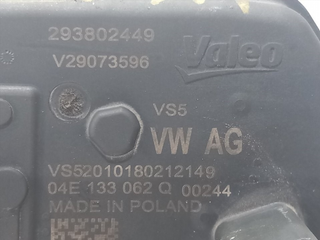 293802449
Valeo
V29073596
VS5
VW AG
VS52010180212149
04E 133 062 Q 00244
MADE IN POLAND